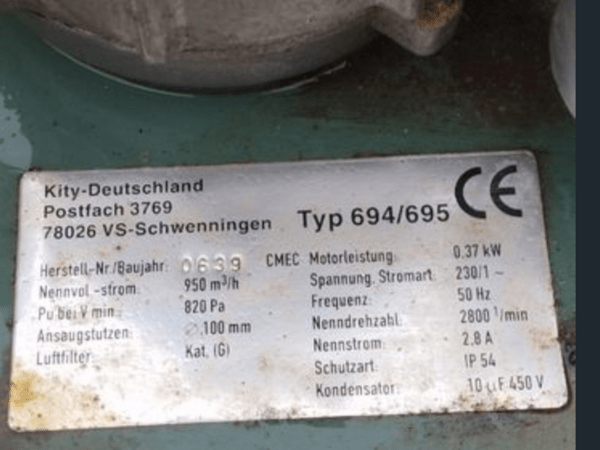 Kity-Deutschland
Postfach 3769
78026 VS-Schwenningen
Typ 694/695
CE
Herstell-Nr./Baujahr: 0639 CMEC
Nennvol.-strom: 950 m³/h
Pu bei V min: 820 Pa
Ansaugstutzen: ∅ 100 mm
Luftfilter: Kat. (G)
Motorleistung: 0.37 kW
Spannung. Stromart: 230/1 ~
Frequenz: 50 Hz
Nenndrehzahl: 2800 1/min
Nennstrom: 2.8 A
Schutzart: IP 54
Kondensator: 10 µF 450 V